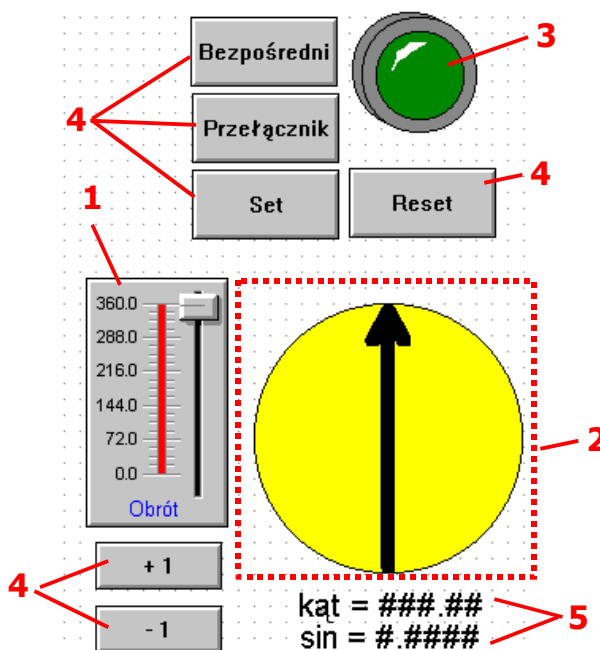 Bezpośredni
3
4
Przełącznik
4
Set
Reset
1
360.0
288.0
216.0
144.0
72.0
0.0
Obrót
2
+ 1
4
- 1
kąt = ###.##
sin = #.####
5